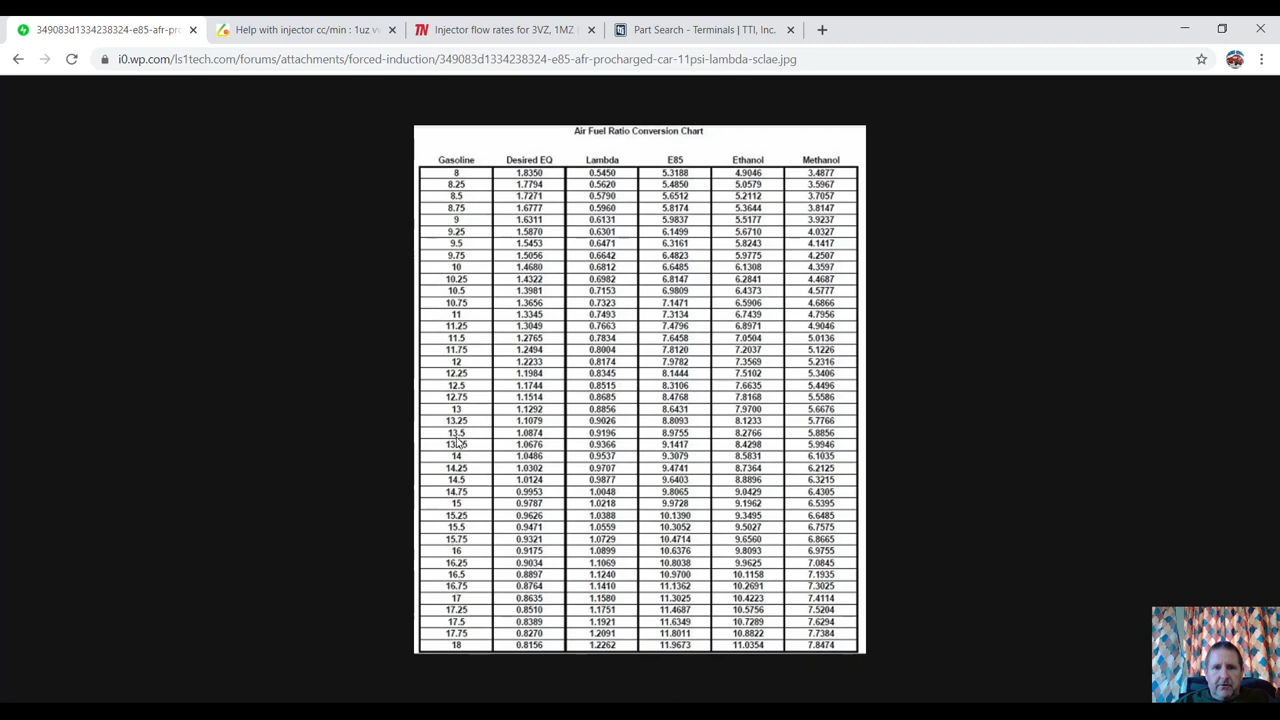 349083d1334238324-e85-afr-pro
Help with injector cc/min : 1uz v
Injector flow rates for 3VZ, 1MZ
Part Search - Terminals | TTI, Inc.
i0.wp.com/ls1tech.com/forums/attachments/forced-induction/349083d1334238324-e85-afr-procharged-car-11psi-lambda-sclae.jpg
Air Fuel Ratio Conversion Chart
Gasoline Desired EQ Lambda E85 Ethanol Methanol
8 1.8350 0.5450 5.3188 4.9046 3.4877
8.25 1.7794 0.5620 5.4850 5.0579 3.5967
8.5 1.7271 0.5790 5.6512 5.2112 3.7057
8.75 1.6777 0.5960 5.8174 5.3644 3.8147
9 1.6311 0.6131 5.9837 5.5177 3.9237
9.25 1.5870 0.6301 6.1499 5.6710 4.0327
9.5 1.5453 0.6471 6.3161 5.8243 4.1417
9.75 1.5056 0.6642 6.4823 5.9775 4.2507
10 1.4680 0.6812 6.6485 6.1308 4.3597
10.25 1.4322 0.6982 6.8147 6.2841 4.4687
10.5 1.3981 0.7153 6.9809 6.4373 4.5777
10.75 1.3656 0.7323 7.1471 6.5906 4.6866
11 1.3345 0.7493 7.3134 6.7439 4.7956
11.25 1.3049 0.7663 7.4796 6.8971 4.9046
11.5 1.2765 0.7834 7.6458 7.0504 5.0136
11.75 1.2494 0.8004 7.8120 7.2037 5.1226
12 1.2233 0.8174 7.9782 7.3569 5.2316
12.25 1.1984 0.8345 8.1444 7.5102 5.3406
12.5 1.1744 0.8515 8.3106 7.6635 5.4496
12.75 1.1514 0.8685 8.4768 7.8168 5.5586
13 1.1292 0.8856 8.6431 7.9700 5.6676
13.25 1.1079 0.9026 8.8093 8.1233 5.7766
13.5 1.0874 0.9196 8.9755 8.2766 5.8856
1.0676 0.9366 9.1417 8.4298 5.9946
14 1.0486 0.9537 9.3079 8.5831 6.1035
14.25 1.0302 0.9707 9.4741 8.7364 6.2125
14.5 1.0124 0.9877 9.6403 8.8896 6.3215
14.75 0.9953 1.0048 9.8065 9.0429 6.4305
15 0.9787 1.0218 9.9728 9.1962 6.5395
15.25 0.9626 1.0388 10.1390 9.3495 6.6485
15.5 0.9471 1.0559 10.3052 9.5027 6.7575
15.75 0.9321 1.0729 10.4714 9.6560 6.8665
16 0.9175 1.0899 10.6376 9.8093 6.9755
16.25 0.9034 1.1069 10.8038 9.9625 7.0845
16.5 0.8897 1.1240 10.9700 10.1158 7.1935
16.75 0.8764 1.1410 11.1362 10.2691 7.3025
17 0.8635 1.1580 11.3025 10.4223 7.4114
17.25 0.8510 1.1751 11.4687 10.5756 7.5204
17.5 0.8389 1.1921 11.6349 10.7289 7.6294
17.75 0.8270 1.2091 11.8011 10.8822 7.7384
18 0.8156 1.2262 11.9673 11.0354 7.8474